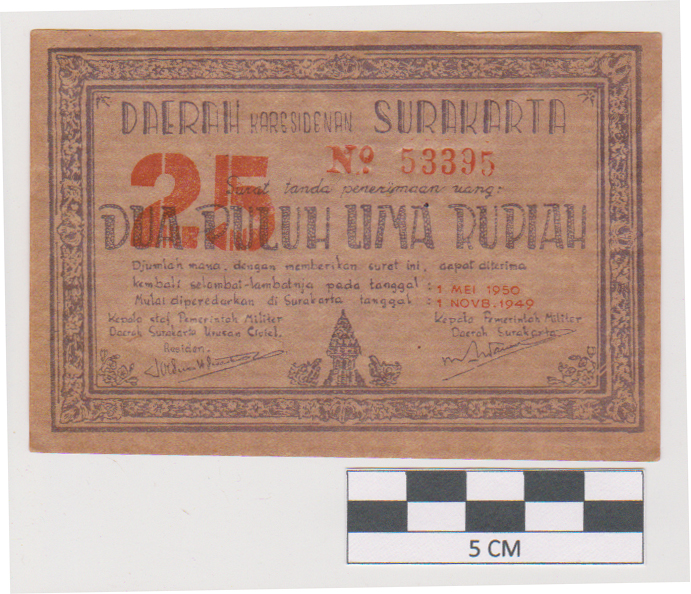 DAERAH KARESIDENAN SURAKARTA
25
No. 53395
Surat tanda penerimaan uang:
DUA PULUH LIMA RUPIAH
Djumlah mana, dengan memberikan surat ini, dapat diterima
kembali selambat-lambatnja pada tanggal : 1 MEI 1950
Mulai diperedarkan di Surakarta tanggal : 1 NOVB. 1949
Kepala staf Pemerintah Militer
Daerah Surakarta Urusan Civiel.
Residen.
Kepala Pemerintah Militer
Daerah Surakarta
5 CM